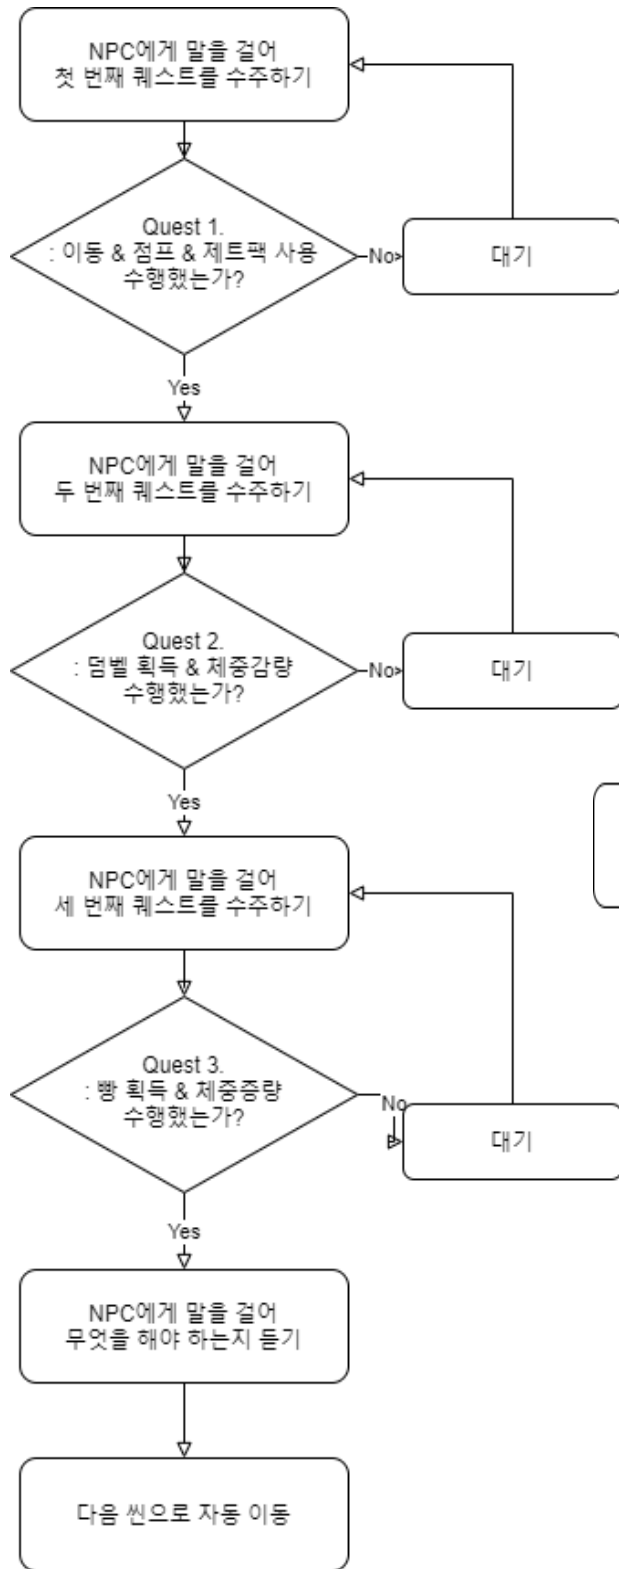 NPC에게 말을 걸어
첫 번째 퀘스트를 수주하기
Quest 1.
: 이동 & 점프 & 제트팩 사용
수행했는가?
No
대기
Yes
NPC에게 말을 걸어
두 번째 퀘스트를 수주하기
Quest 2.
: 덤벨 획득 & 체중감량
수행했는가?
No
대기
Yes
NPC에게 말을 걸어
세 번째 퀘스트를 수주하기
Quest 3.
: 빵 획득 & 체중증량
수행했는가?
No
대기
Yes
NPC에게 말을 걸어
무엇을 해야 하는지 듣기
다음 씬으로 자동 이동